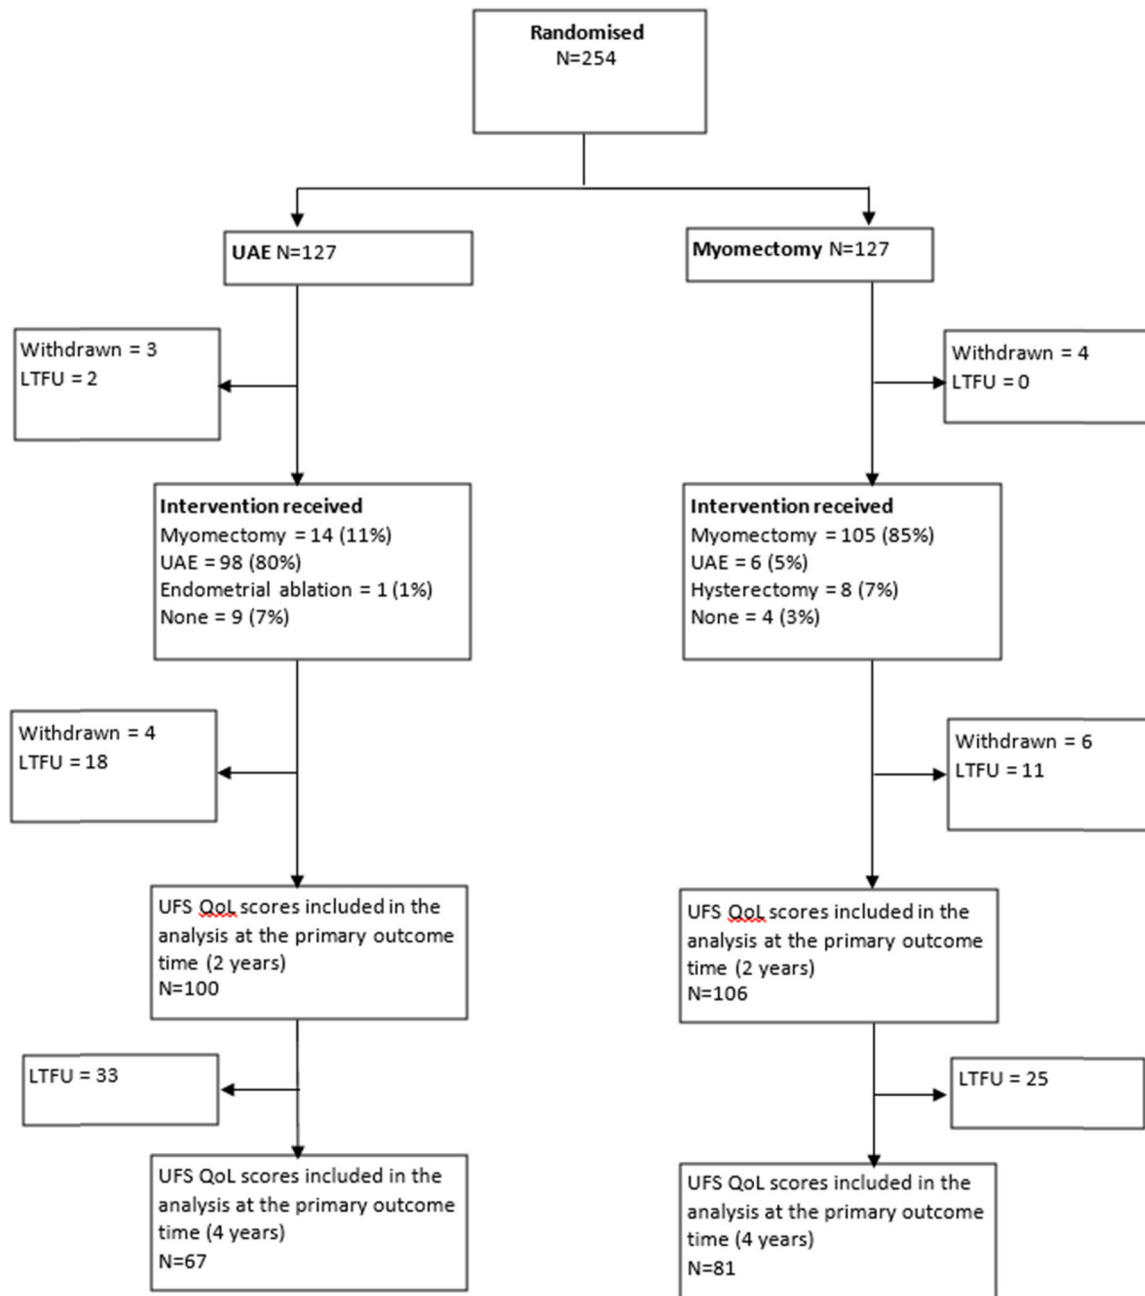 Randomised
N=254
UAE N=127
Myomectomy N=127
Withdrawn = 3
LTFU = 2
Withdrawn = 4
LTFU = 0
Intervention received
Myomectomy = 14 (11%)
UAE = 98 (80%)
Endometrial ablation = 1 (1%)
None = 9 (7%)
Intervention received
Myomectomy = 105 (85%)
UAE = 6 (5%)
Hysterectomy = 8 (7%)
None = 4 (3%)
Withdrawn = 4
LTFU = 18
Withdrawn = 6
LTFU = 11
UFS QoL scores included in the
analysis at the primary outcome
time (2 years)
N=100
UFS QoL scores included in the
analysis at the primary outcome
time (2 years)
N=106
LTFU = 33
LTFU = 25
UFS QoL scores included in the
analysis at the primary outcome
time (4 years)
N=67
UFS QoL scores included in the
analysis at the primary outcome
time (4 years)
N=81